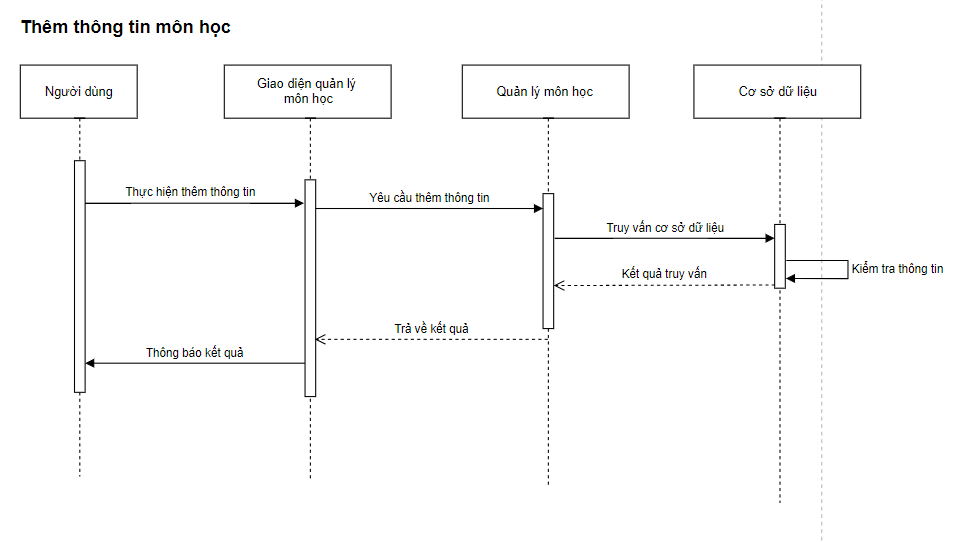 Thêm thông tin môn học
Người dùng
Giao diện quản lý
môn học
Quản lý môn học
Cơ sở dữ liệu
Thực hiện thêm thông tin
Yêu cầu thêm thông tin
Truy vấn cơ sở dữ liệu
Kiểm tra thông tin
Kết quả truy vấn
Trả về kết quả
Thông báo kết quả